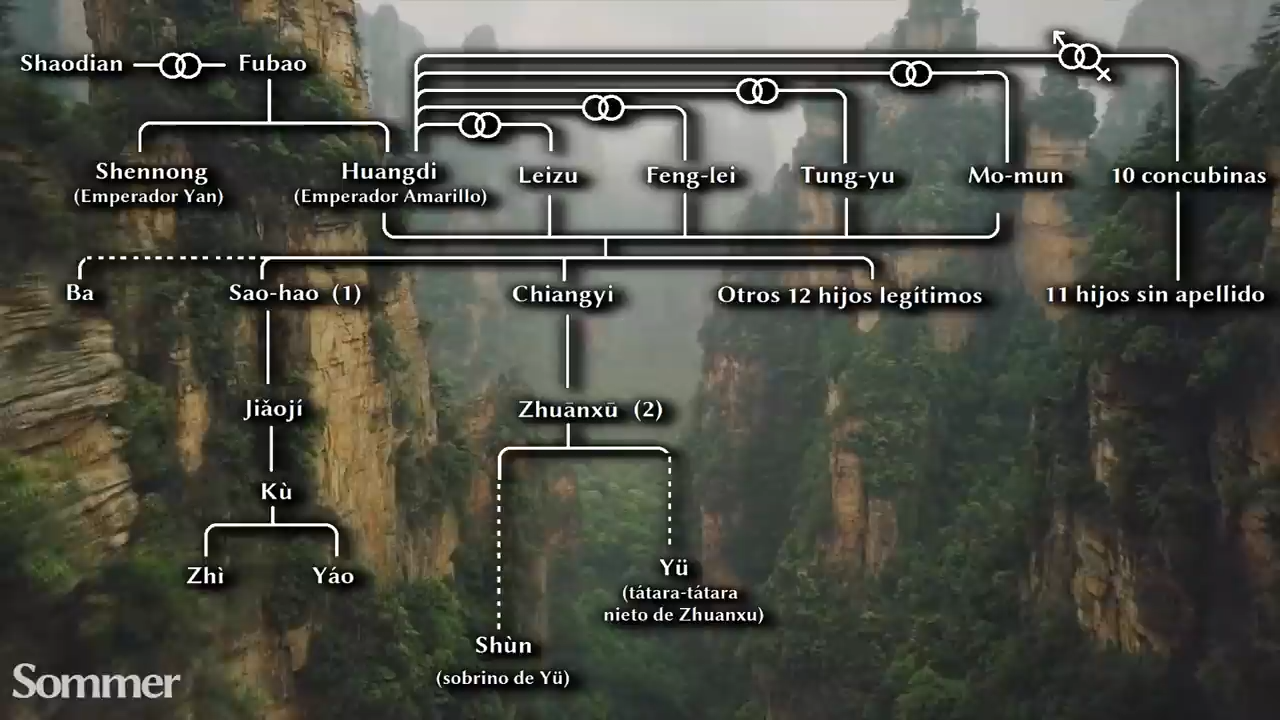 Shaodian
Fubao
Shennong
(Emperador Yan)
Huangdi
(Emperador Amarillo)
Leizu
Feng-lei
Tung-yu
Mo-mun
10 concubinas
Ba
Sao-hao (1)
Chiangyi
Otros 12 hijos legítimos
11 hijos sin apellido
Jiǎojí
Zhuānxū (2)
Kù
Zhì
Yáo
Yü
(tátara-tátara
nieto de Zhuanxu)
Shùn
(sobrino de Yü)
Sommer